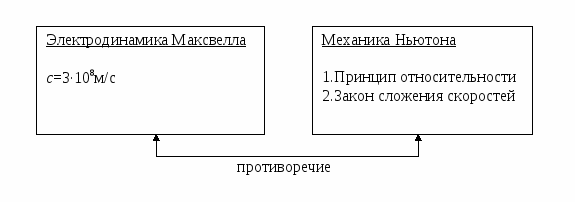 Электродинамика Максвелла
c=3·10⁸м/с
Механика Ньютона
1.Принцип относительности
2.Закон сложения скоростей
противоречие